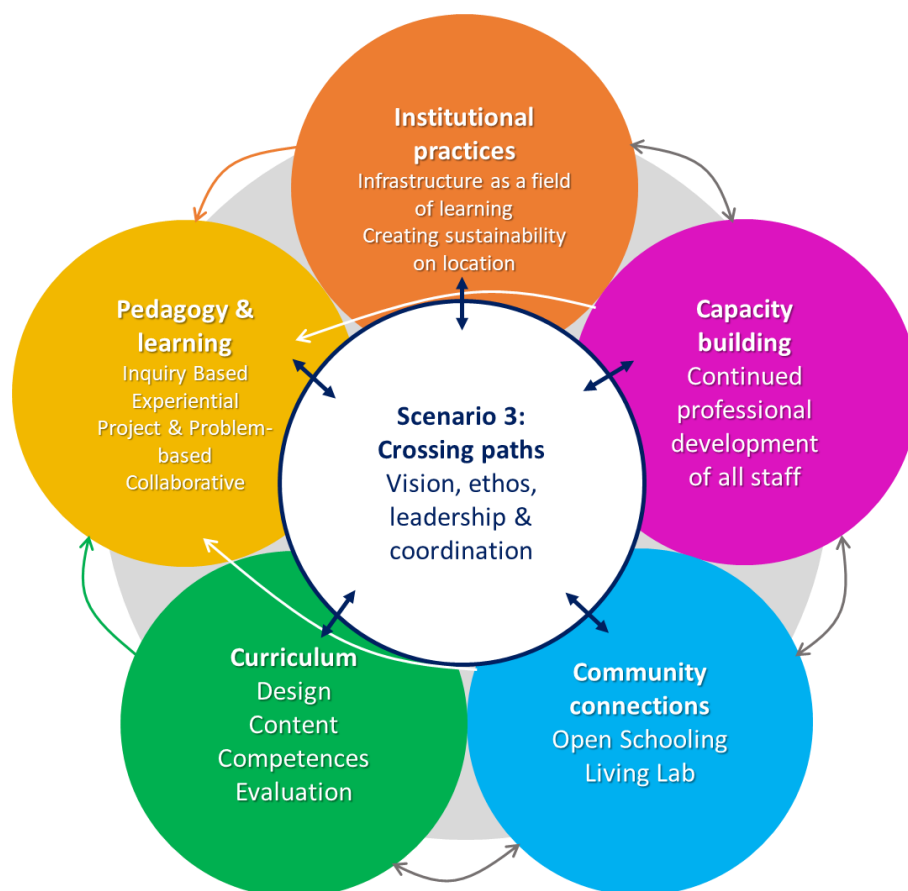 Institutional
practices
Infrastructure as a field
of learning
Creating sustainability
on location
Pedagogy &
learning
Inquiry Based
Experiential
Project & Problem-
based
Collaborative
Capacity
building
Continued
professional
development
of all staff
Scenario 3:
Crossing paths
Vision, ethos,
leadership &
coordination
Curriculum
Design
Content
Competences
Evaluation
Community
connections
Open Schooling
Living Lab